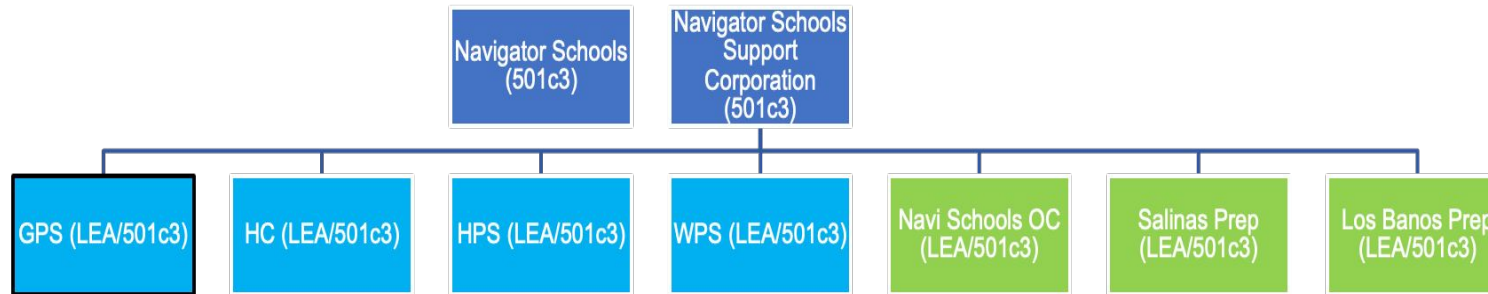 Navigator Schools
(501c3)
Navigator Schools
Support
Corporation
(501c3)
GPS (LEA/501c3)
HC (LEA/501c3)
HPS (LEA/501c3)
WPS (LEA/501c3)
Navi Schools OC
(LEA/501c3)
Salinas Prep
(LEA/501c3)
Los Banos Prep
(LEA/501c3)